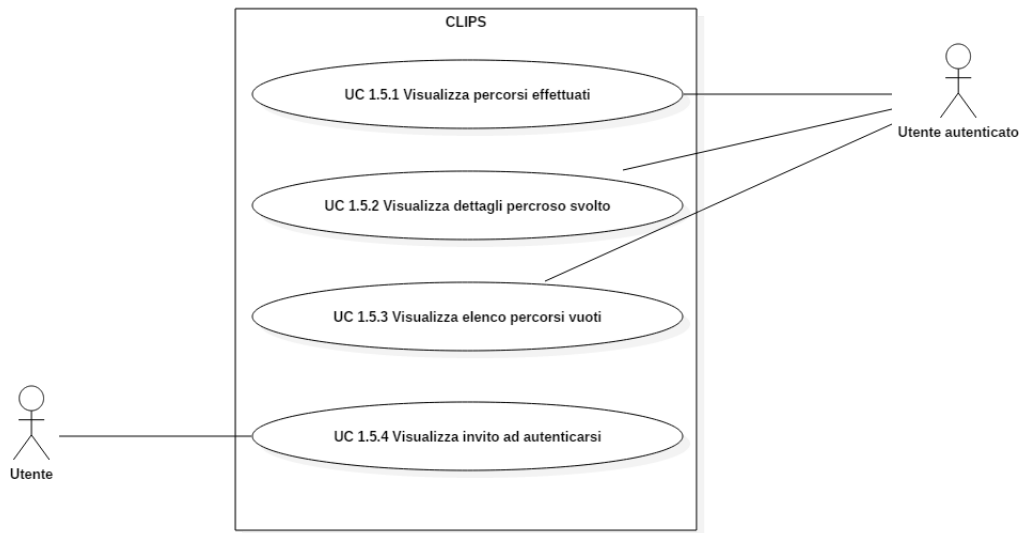 CLIPS
UC 1.5.1 Visualizza percorsi effettuati
Utente autenticato
UC 1.5.2 Visualizza dettagli percroso svolto
UC 1.5.3 Visualizza elenco percorsi vuoti
UC 1.5.4 Visualizza invito ad autenticarsi
Utente